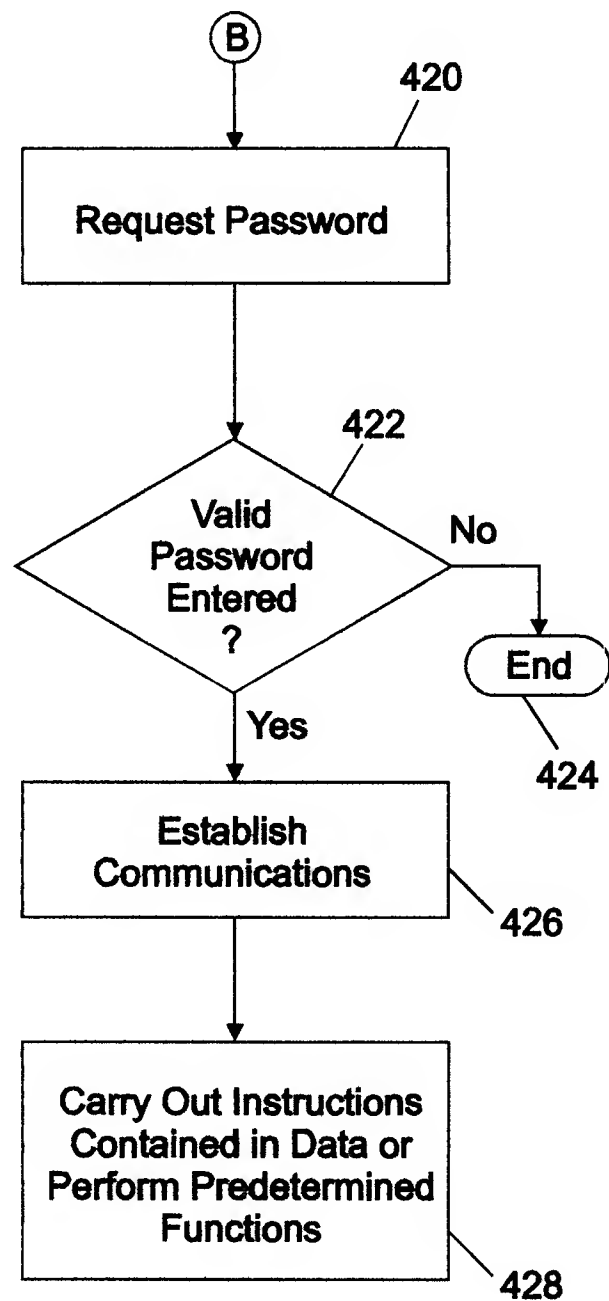 B
420
Request Password
422
Valid
Password
Entered
?
No
End
424
Yes
Establish
Communications
426
Carry Out Instructions
Contained in Data or
Perform Predetermined
Functions
428